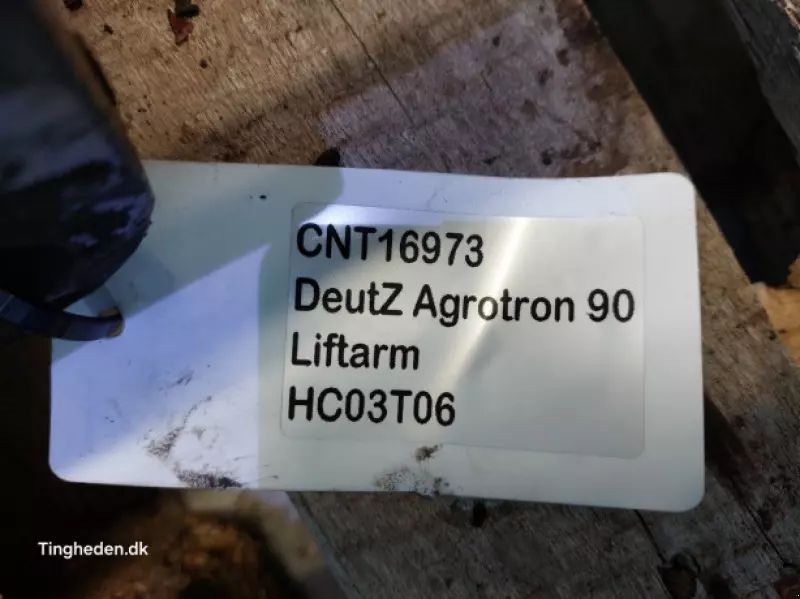 CNT16973
DeutZ Agrotron 90
Liftarm
HC03T06
Tingheden.dk